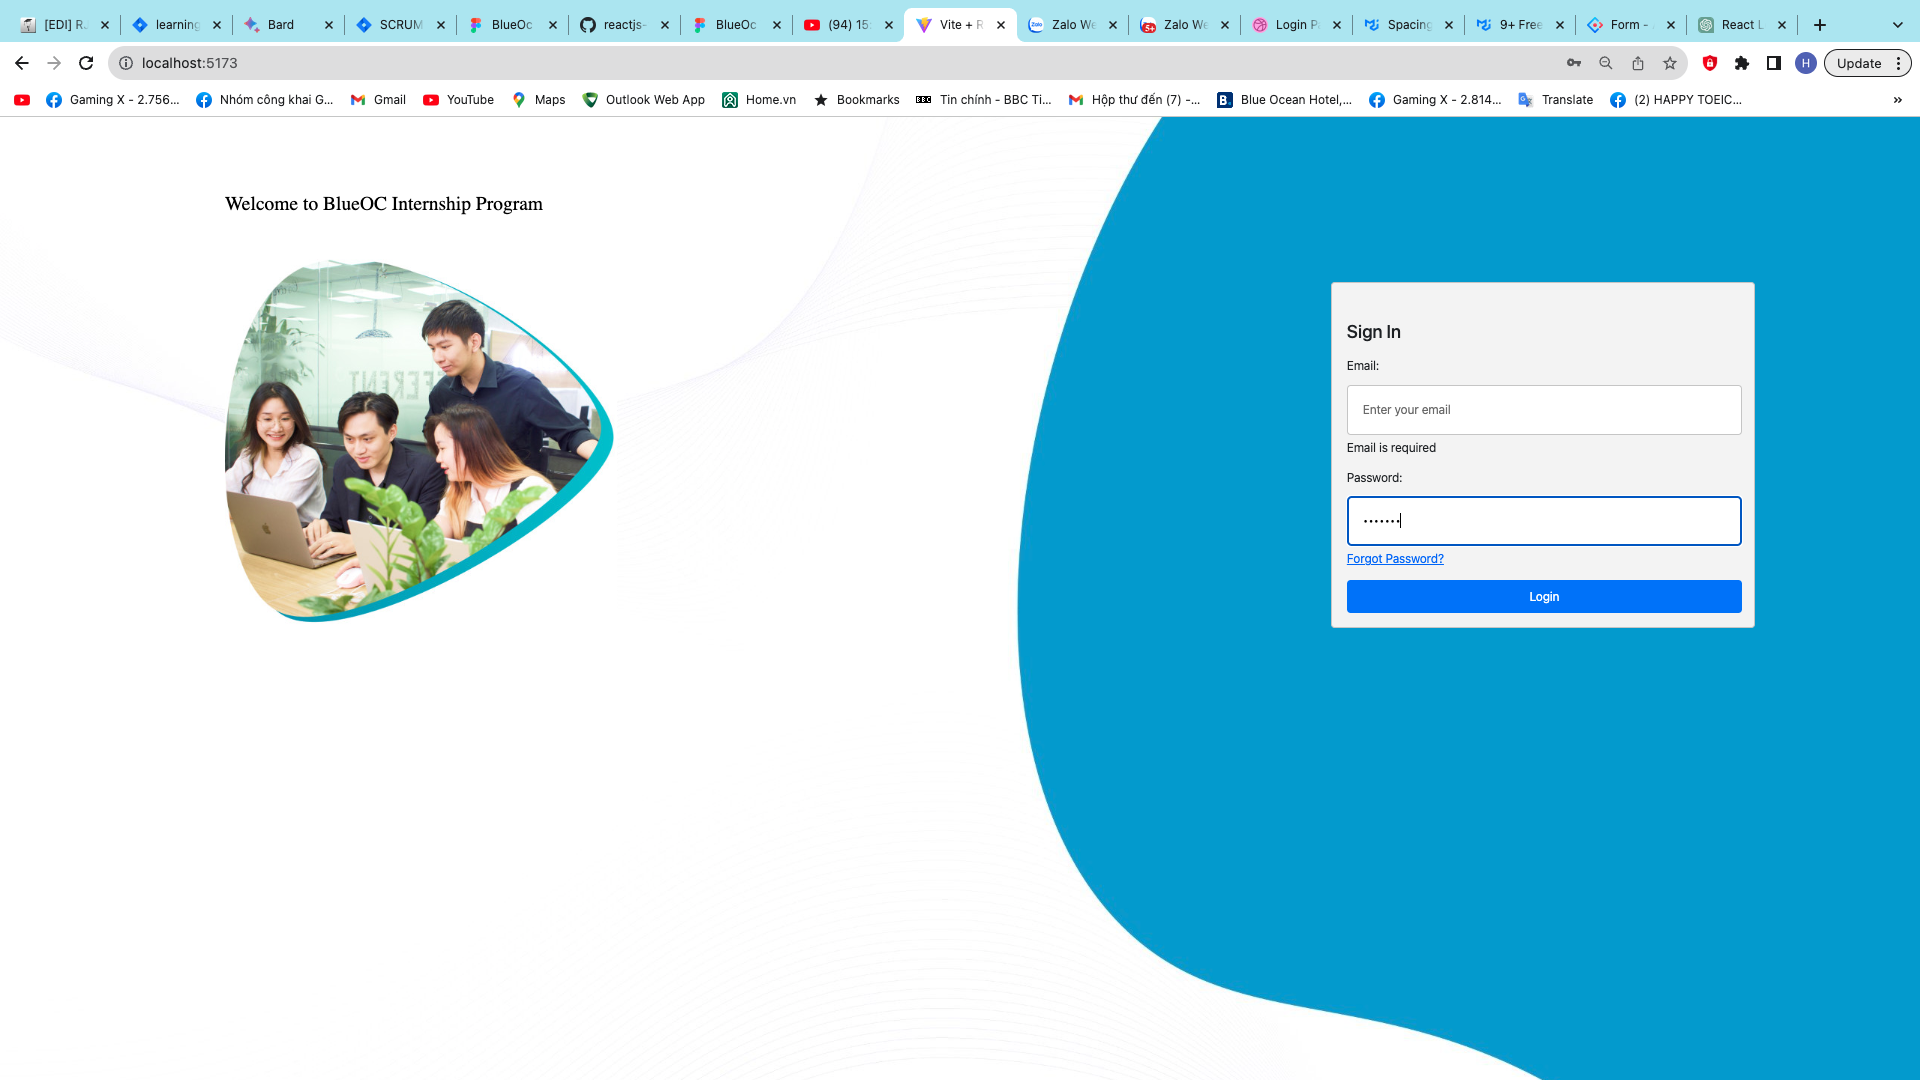 [EDI] R.
learning
Bard
SCRUM
BlueOc
reactjs-
BlueOc
(94) 15:
Vite + R
Zalo We
Zalo We
Login P
Spacing
9+ Free
Form -
React L
localhost:5173
H
Update
Gaming X - 2.756...
Nhóm công khai G...
Gmail
YouTube
Maps
Outlook Web App
Home.vn
Bookmarks
BBC
Tin chính - BBC Ti...
Hộp thư đến (7) -...
B.
Blue Ocean Hotel,...
Gaming X - 2.814...
Translate
(2) HAPPY TOEIC...
»
Welcome to BlueOC Internship Program
Sign In
Email:
Enter your email
Email is required
Password:
•••••••
Forgot Password?
Login